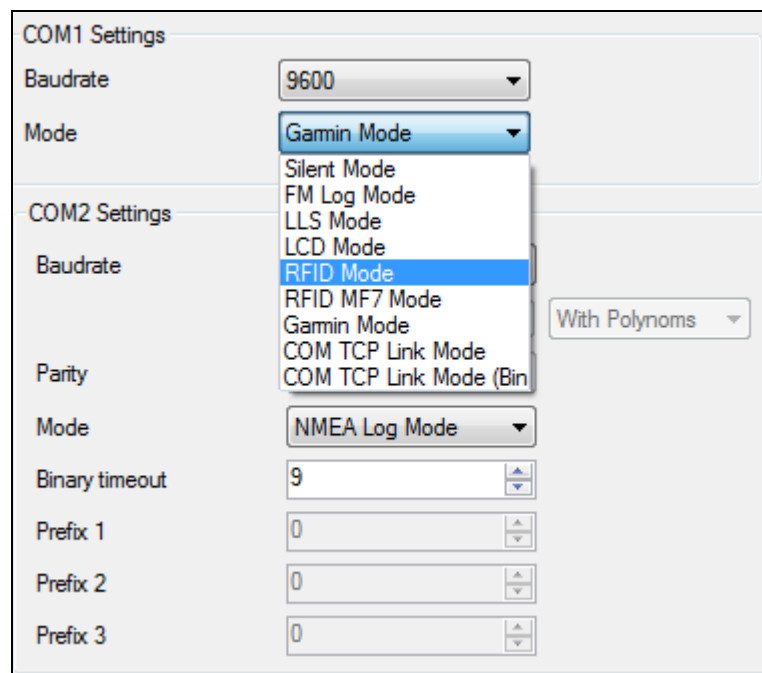 COM1 Settings
Baudrate 9600
Mode Garmin Mode
Silent Mode
FM Log Mode
LLS Mode
COM2 Settings
LCD Mode
Baudrate
RFID Mode
RFID MF7 Mode
Garmin Mode With Polynoms
COM TCP Link Mode
Parity COM TCP Link Mode (Bin
Mode NMEA Log Mode
Binary timeout 9
Prefix 1 0
Prefix 2 0
Prefix 3 0